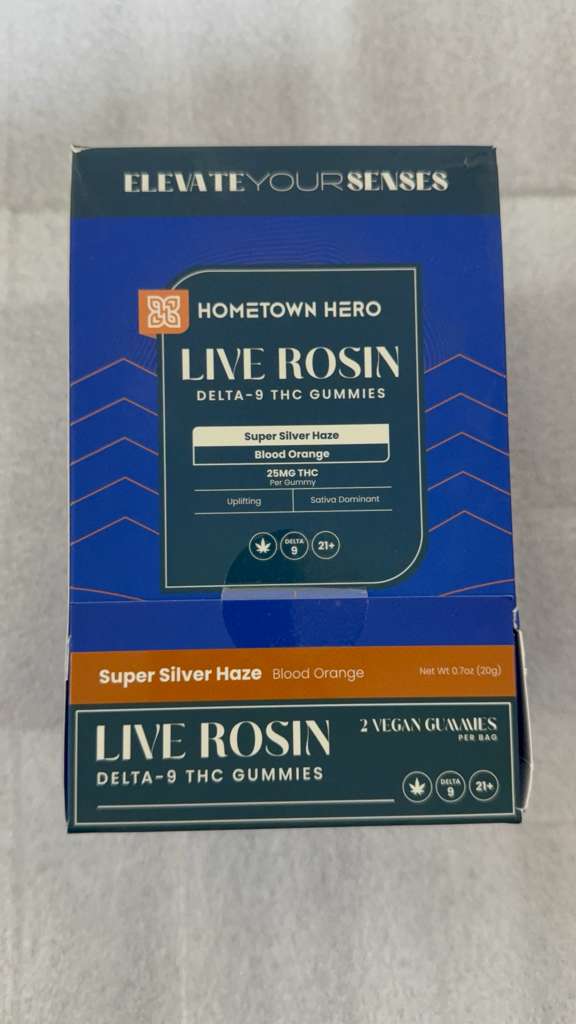 ELEVATE YOUR SENSES
HOMETOWN HERO
LIVE ROSIN
DELTA-9 THC GUMMIES
Super Silver Haze
Blood Orange
25MG THC
Per Gummy
Uplifting Sativa Dominant
DELTA 9 21+
Super Silver Haze Blood Orange Net Wt 0.7oz (20g)
LIVE ROSIN 2 VEGAN GUMMIES
PER BAG
DELTA-9 THC GUMMIES
DELTA 9 21+